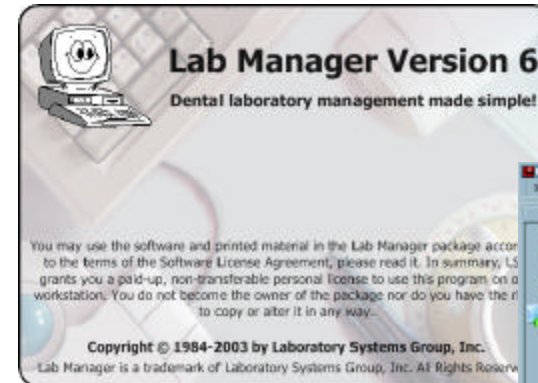 Lab Manager Version 6
Dental laboratory management made simple!
You may use the software and printed material in the Lab Manager package accor
to the terms of the Software License Agreement, please read it. In summary, LS
grants you a paid-up, non-transferable personal license to use this program on o
workstation. You do not become the owner of the package nor do you have the ri
to copy or alter it in any way..
Copyright © 1984-2003 by Laboratory Systems Group, Inc.
Lab Manager is a trademark of Laboratory Systems Group, Inc. All Rights Reserv